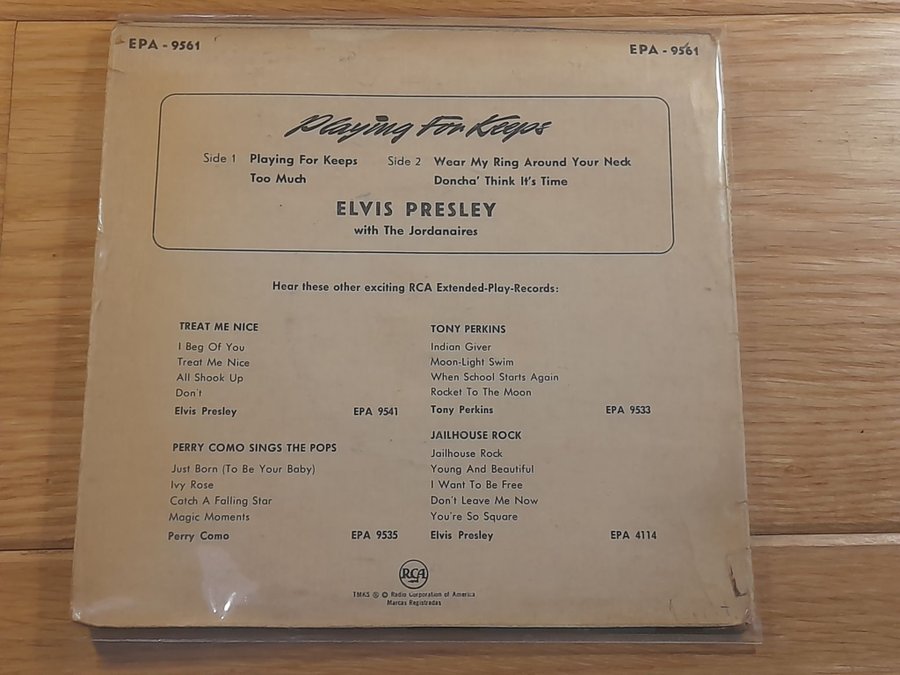 EPA - 9561
EPA - 9561
Playing For Keeps
Side 1 Playing For Keeps
Too Much
Side 2 Wear My Ring Around Your Neck
Doncha' Think It's Time
ELVIS PRESLEY
with The Jordanaires
Hear these other exciting RCA Extended-Play-Records:
TREAT ME NICE
I Beg Of You
Treat Me Nice
All Shook Up
Don't
Elvis Presley EPA 9541
PERRY COMO SINGS THE POPS
Just Born (To Be Your Baby)
Ivy Rose
Catch A Falling Star
Magic Moments
Perry Como EPA 9535
TONY PERKINS
Indian Giver
Moon-Light Swim
When School Starts Again
Rocket To The Moon
Tony Perkins EPA 9533
JAILHOUSE ROCK
Jailhouse Rock
Young And Beautiful
I Want To Be Free
Don't Leave Me Now
You're So Square
Elvis Presley EPA 4114
RCA
TMKS ® © Radio Corporation of America
Marcas Registradas